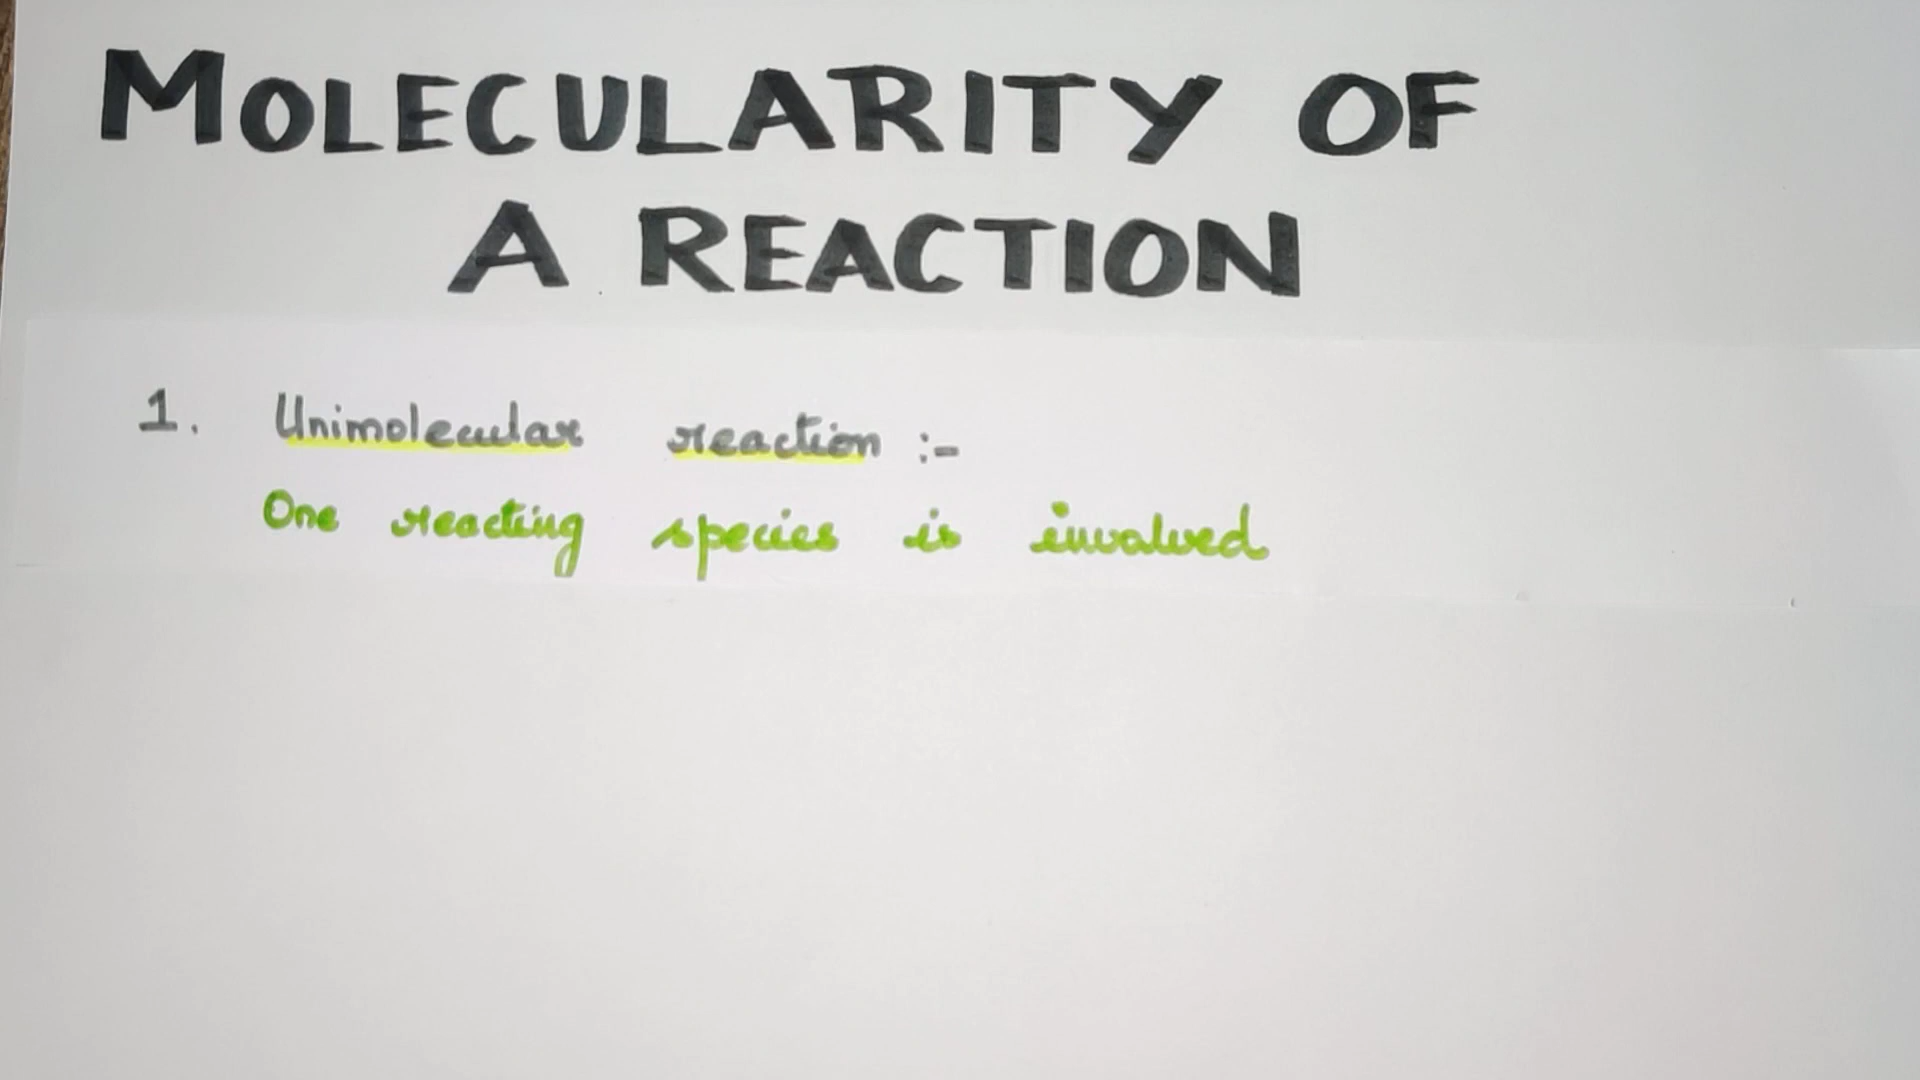 MOLECULARITY OF
A REACTION
1. Unimolecular reaction :-
One reacting species is involved